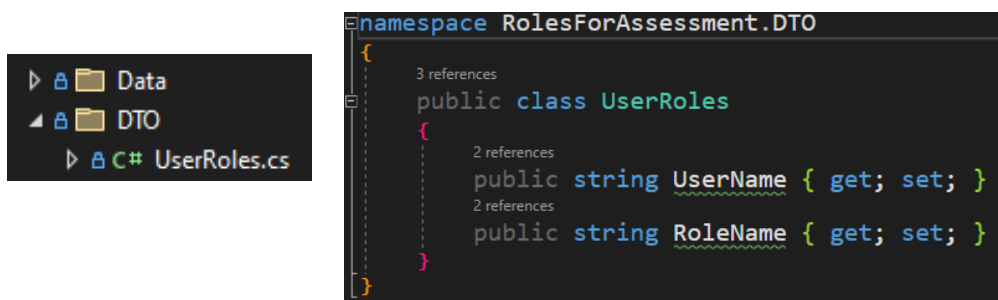 Data
DTO
C# UserRoles.cs
namespace RolesForAssessment.DTO
{
3 references
public class UserRoles
{
2 references
public string UserName { get; set; }
2 references
public string RoleName { get; set; }
}
}